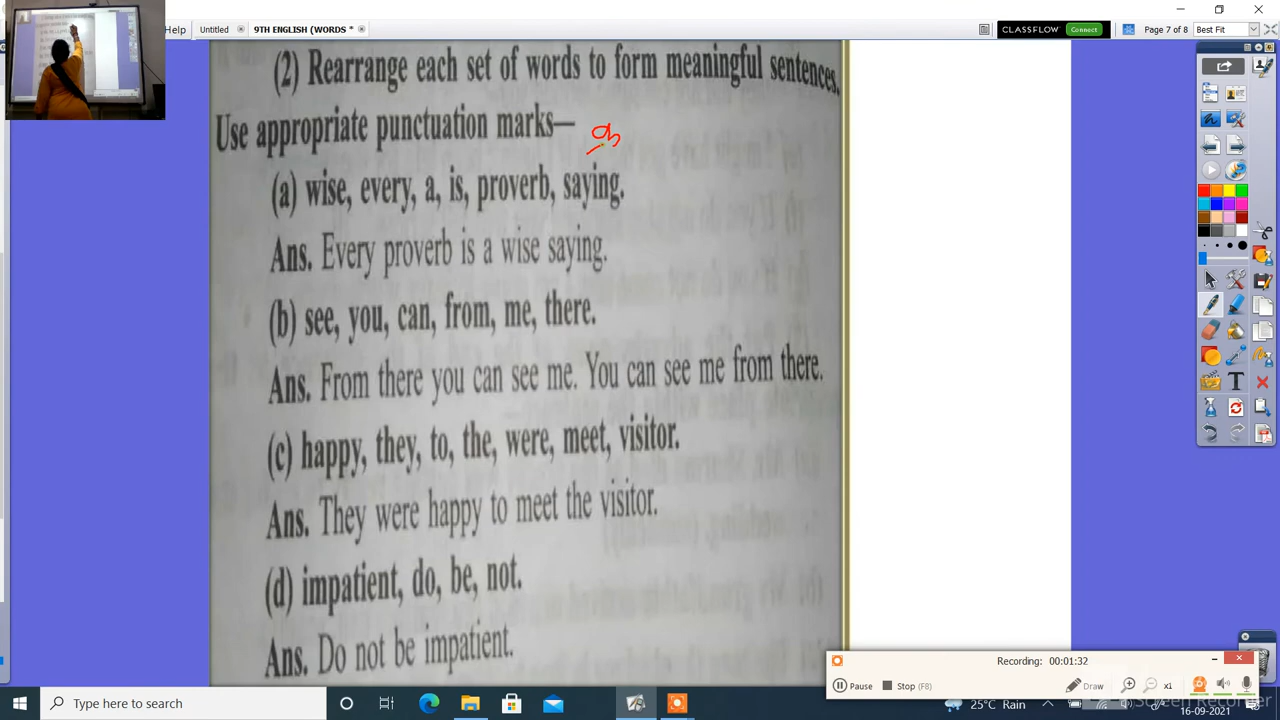 Help
Untitled
9TH ENGLISH (WORDS *
CLASSFLOW
Connect
Page 7 of 8
Best Fit
(2) Rearrange each set of words to form meaningful sentences.
Use appropriate punctuation marks—
(a) wise, every, a, is, proverb, saying.
Ans. Every proverb is a wise saying.
(b) see, you, can, from, me, there.
Ans. From there you can see me. You can see me from there.
(c) happy, they, to, the, were, meet, visitor.
Ans. They were happy to meet the visitor.
(d) impatient, do, be, not.
Ans. Do not be impatient.
Recording: 00:01:32
Pause
Stop (F8)
Draw
x1
Screen Recorder
Type here to search
25°C Rain
16-09-2021